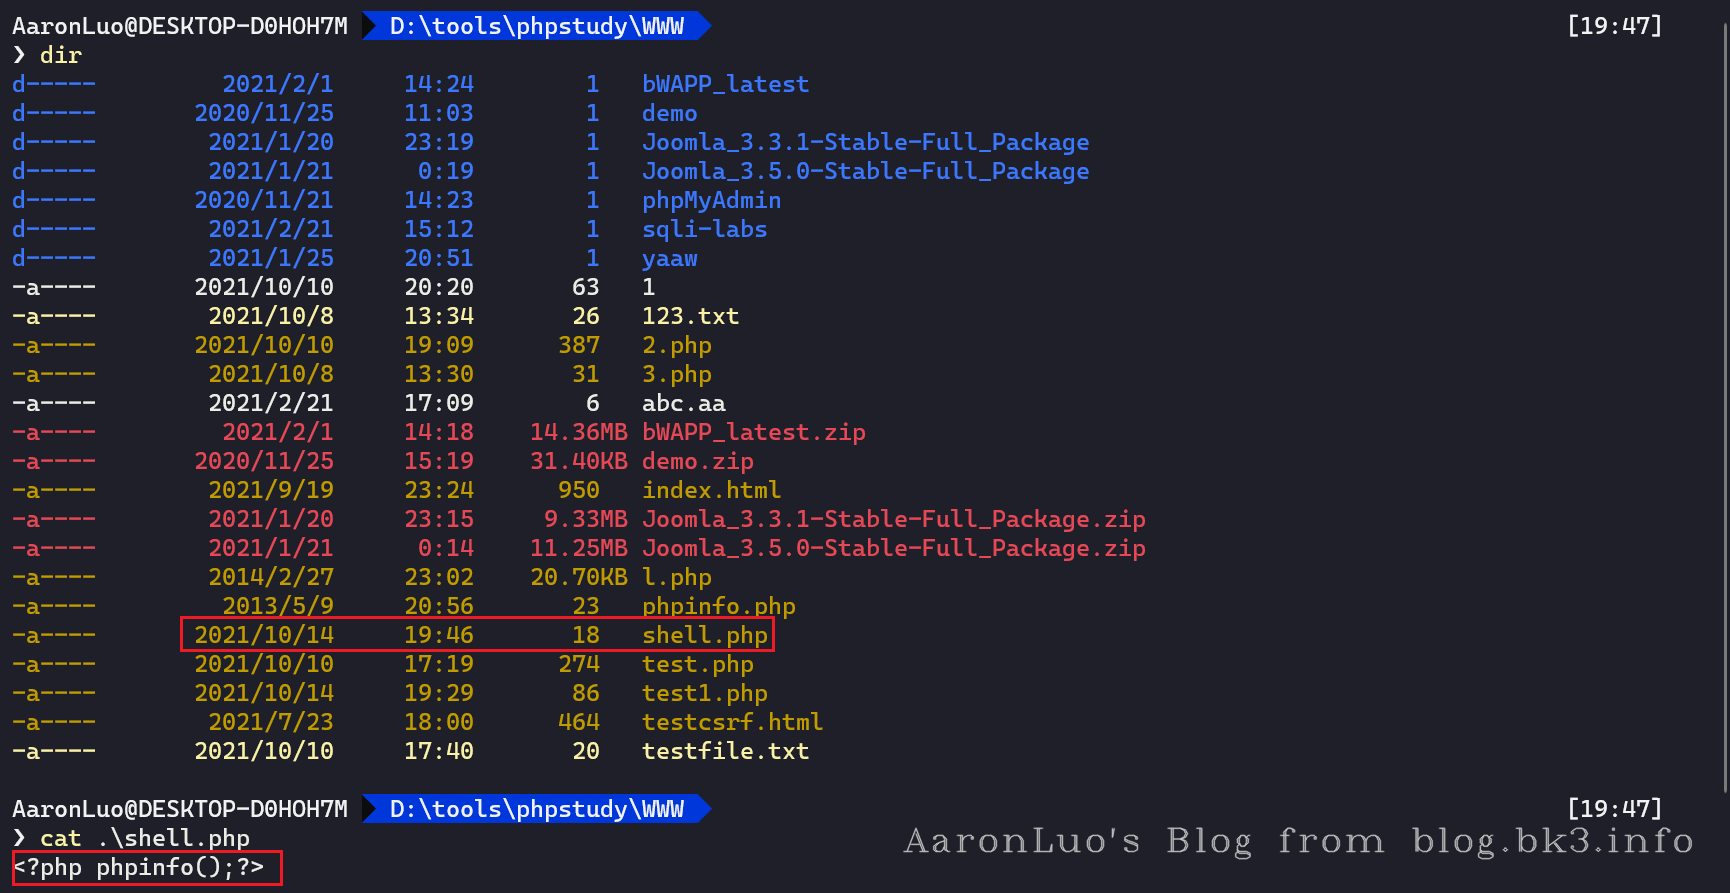 AaronLuo@DESKTOP-D0HOH7M D:\tools\phpstudy\WWW [19:47]
❯ dir
d----- 2021/2/1 14:24 1 bWAPP_latest
d----- 2020/11/25 11:03 1 demo
d----- 2021/1/20 23:19 1 Joomla_3.3.1-Stable-Full_Package
d----- 2021/1/21 0:19 1 Joomla_3.5.0-Stable-Full_Package
d----- 2020/11/21 14:23 1 phpMyAdmin
d----- 2021/2/21 15:12 1 sqli-labs
d----- 2021/1/25 20:51 1 yaaw
-a---- 2021/10/10 20:20 63 1
-a---- 2021/10/8 13:34 26 123.txt
-a---- 2021/10/10 19:09 387 2.php
-a---- 2021/10/8 13:30 31 3.php
-a---- 2021/2/21 17:09 6 abc.aa
-a---- 2021/2/1 14:18 14.36MB bWAPP_latest.zip
-a---- 2020/11/25 15:19 31.40KB demo.zip
-a---- 2021/9/19 23:24 950 index.html
-a---- 2021/1/20 23:15 9.33MB Joomla_3.3.1-Stable-Full_Package.zip
-a---- 2021/1/21 0:14 11.25MB Joomla_3.5.0-Stable-Full_Package.zip
-a---- 2014/2/27 23:02 20.70KB l.php
-a---- 2013/5/9 20:56 23 phpinfo.php
-a---- 2021/10/14 19:46 18 shell.php
-a---- 2021/10/10 17:19 274 test.php
-a---- 2021/10/14 19:29 86 test1.php
-a---- 2021/7/23 18:00 464 testcsrf.html
-a---- 2021/10/10 17:40 20 testfile.txt
AaronLuo@DESKTOP-D0HOH7M D:\tools\phpstudy\WWW [19:47]
❯ cat .\shell.php
AaronLuo's Blog from blog.bk3.info
<?php phpinfo();?>